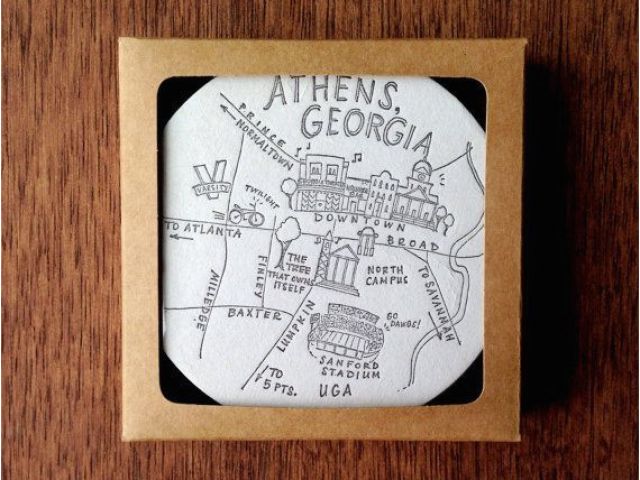 ATHENS,
GEORGIA
PRINCE
NORMALTOWN
VARSITY
TWILIGHT
DOWNTOWN
TO ATLANTA
BROAD
THE
TREE
THAT OWNS
ITSELF
NORTH
CAMPUS
MILLEDGE
FINLEY
TO SAVANNAH
BAXTER
LUMPKIN
GO
DAWGS!
SANFORD
STADIUM
TO
5 PTS.
UGA